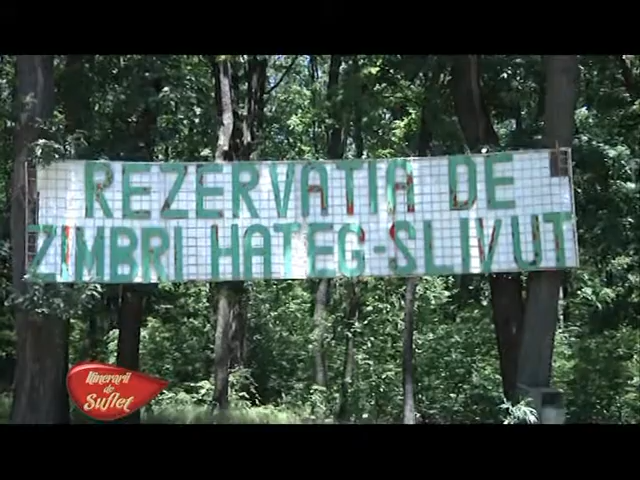 REZERVATIA DE
ZIMBRI HATEG-SLIVUT
Itinerarii
de
Suflet